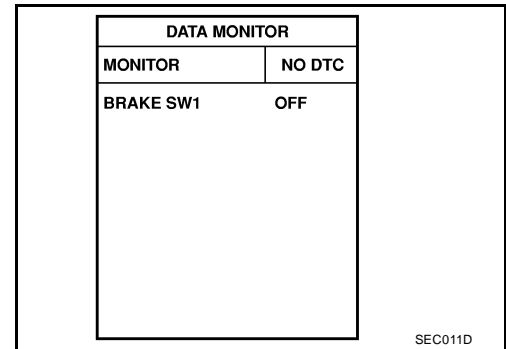 DATA MONITOR
MONITOR NO DTC
BRAKE SW1 OFF
SEC011D